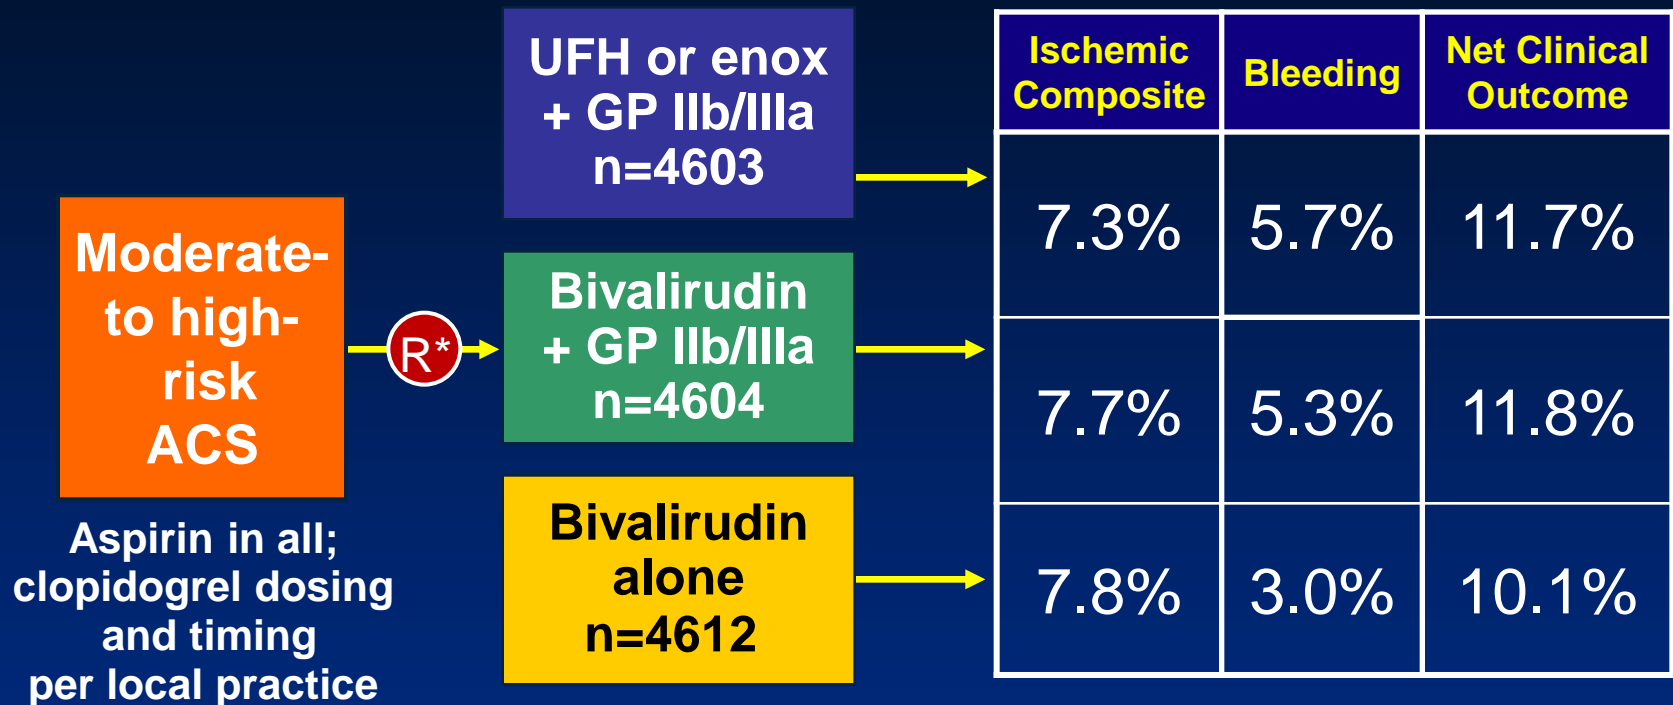 Moderate-
to high-
risk
ACS
Aspirin in all;
clopidogrel dosing
and timing
per local practice
R*
UFH or enox
+ GP IIb/IIIa
n=4603
Bivalirudin
+ GP IIb/IIIa
n=4604
Bivalirudin
alone
n=4612
Ischemic
Composite
Bleeding
Net Clinical
Outcome
7.3% 5.7% 11.7%
7.7% 5.3% 11.8%
7.8% 3.0% 10.1%